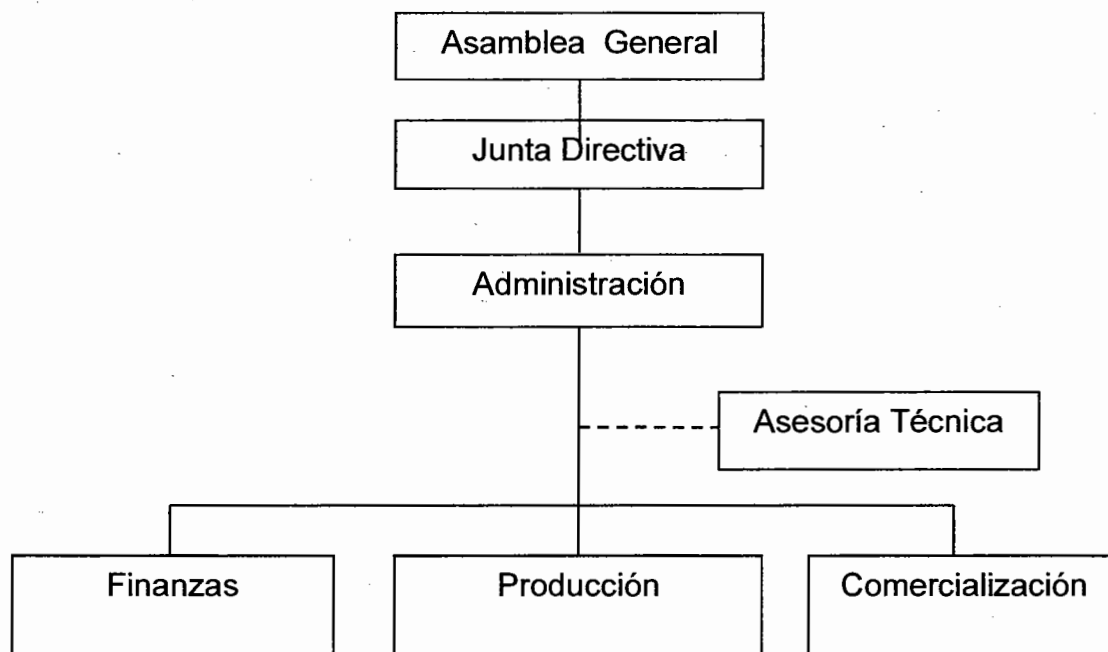 Asamblea General
Junta Directiva
Administración
Asesoría Técnica
Finanzas
Producción
Comercialización